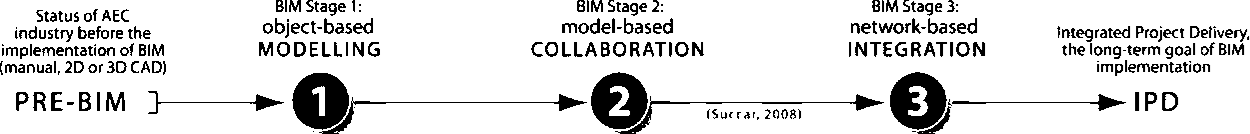 Status of AEC
industry before the
implementation of BIM
(manual, 2D or 3D CAD)
PRE-BIM
BIM Stage 1:
object-based
MODELLING
1
BIM Stage 2:
model-based
COLLABORATION
2
(Succar, 2008)
BIM Stage 3:
network-based
INTEGRATION
3
Integrated Project Delivery,
the long-term goal of BIM
implementation
IPD